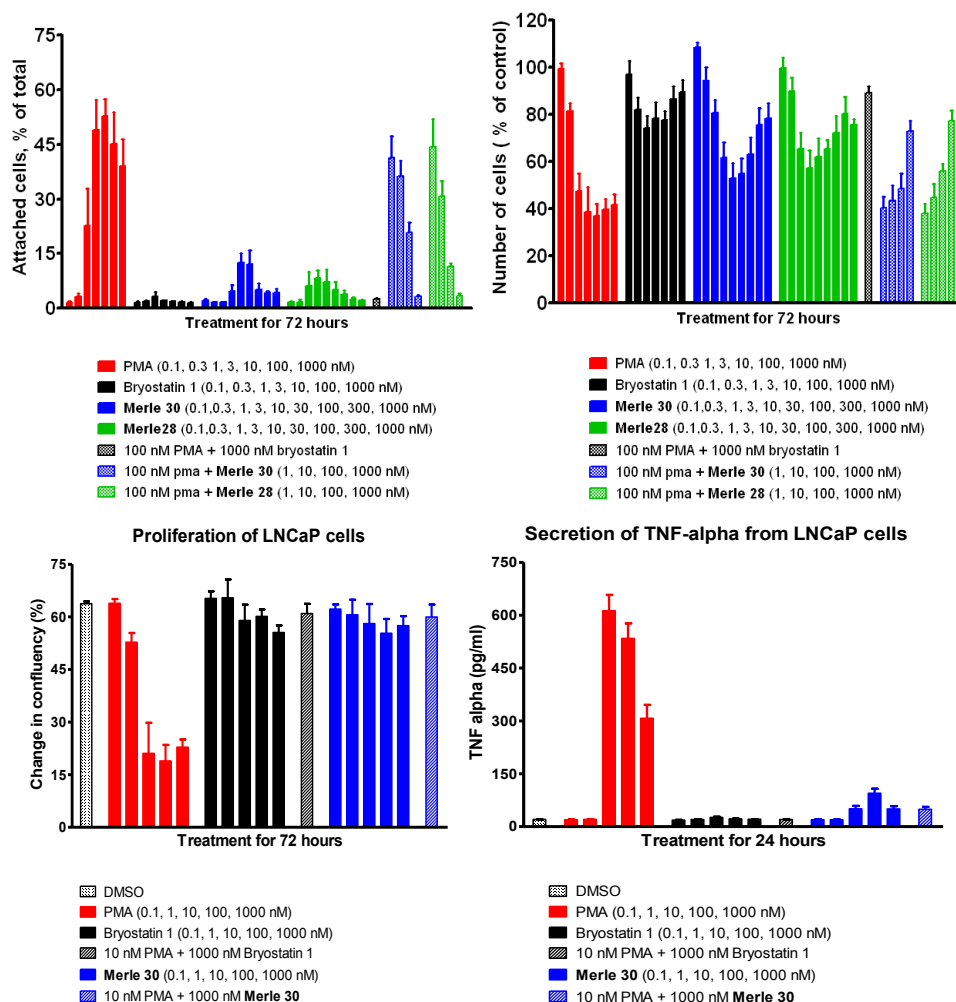 Attached cells, % of total
75
60
45
30
15
0
Treatment for 72 hours
PMA (0.1, 0.3 1, 3, 10, 100, 1000 nM)
Bryostatin 1 (0.1, 0.3, 1, 3, 10, 100, 1000 nM)
Merle 30 (0.1,0.3, 1, 3, 10, 30, 100, 300, 1000 nM)
Merle28 (0.1,0.3, 1, 3, 10, 30, 100, 300, 1000 nM)
100 nM PMA + 1000 nM bryostatin 1
100 nM pma + Merle 30 (1, 10, 100, 1000 nM)
100 nM pma + Merle 28 (1, 10, 100, 1000 nM)
Number of cells ( % of control)
120
100
80
60
40
20
0
Treatment for 72 hours
PMA (0.1, 0.3 1, 3, 10, 100, 1000 nM)
Bryostatin 1 (0.1, 0.3, 1, 3, 10, 100, 1000 nM)
Merle 30 (0.1,0.3, 1, 3, 10, 30, 100, 300, 1000 nM)
Merle28 (0.1,0.3, 1, 3, 10, 30, 100, 300, 1000 nM)
100 nM PMA + 1000 nM bryostatin 1
100 nM pma + Merle 30 (1, 10, 100, 1000 nM)
100 nM pma + Merle 28 (1, 10, 100, 1000 nM)
Proliferation of LNCaP cells
Change in confluency (%)
75
60
45
30
15
0
Treatment for 72 hours
DMSO
PMA (0.1, 1, 10, 100, 1000 nM)
Bryostatin 1 (0.1, 1, 10, 100, 1000 nM)
10 nM PMA + 1000 nM Bryostatin 1
Merle 30 (0.1, 1, 10, 100, 1000 nM)
10 nM PMA + 1000 nM Merle 30
Secretion of TNF-alpha from LNCaP cells
TNF alpha (pg/ml)
750
600
450
300
150
0
Treatment for 24 hours
DMSO
PMA (0.1, 1, 10, 100, 1000 nM)
Bryostatin 1 (0.1, 1, 10, 100, 1000 nM)
10 nM PMA + 1000 nM Bryostatin 1
Merle 30 (0.1, 1, 10, 100, 1000 nM)
10 nM PMA + 1000 nM Merle 30